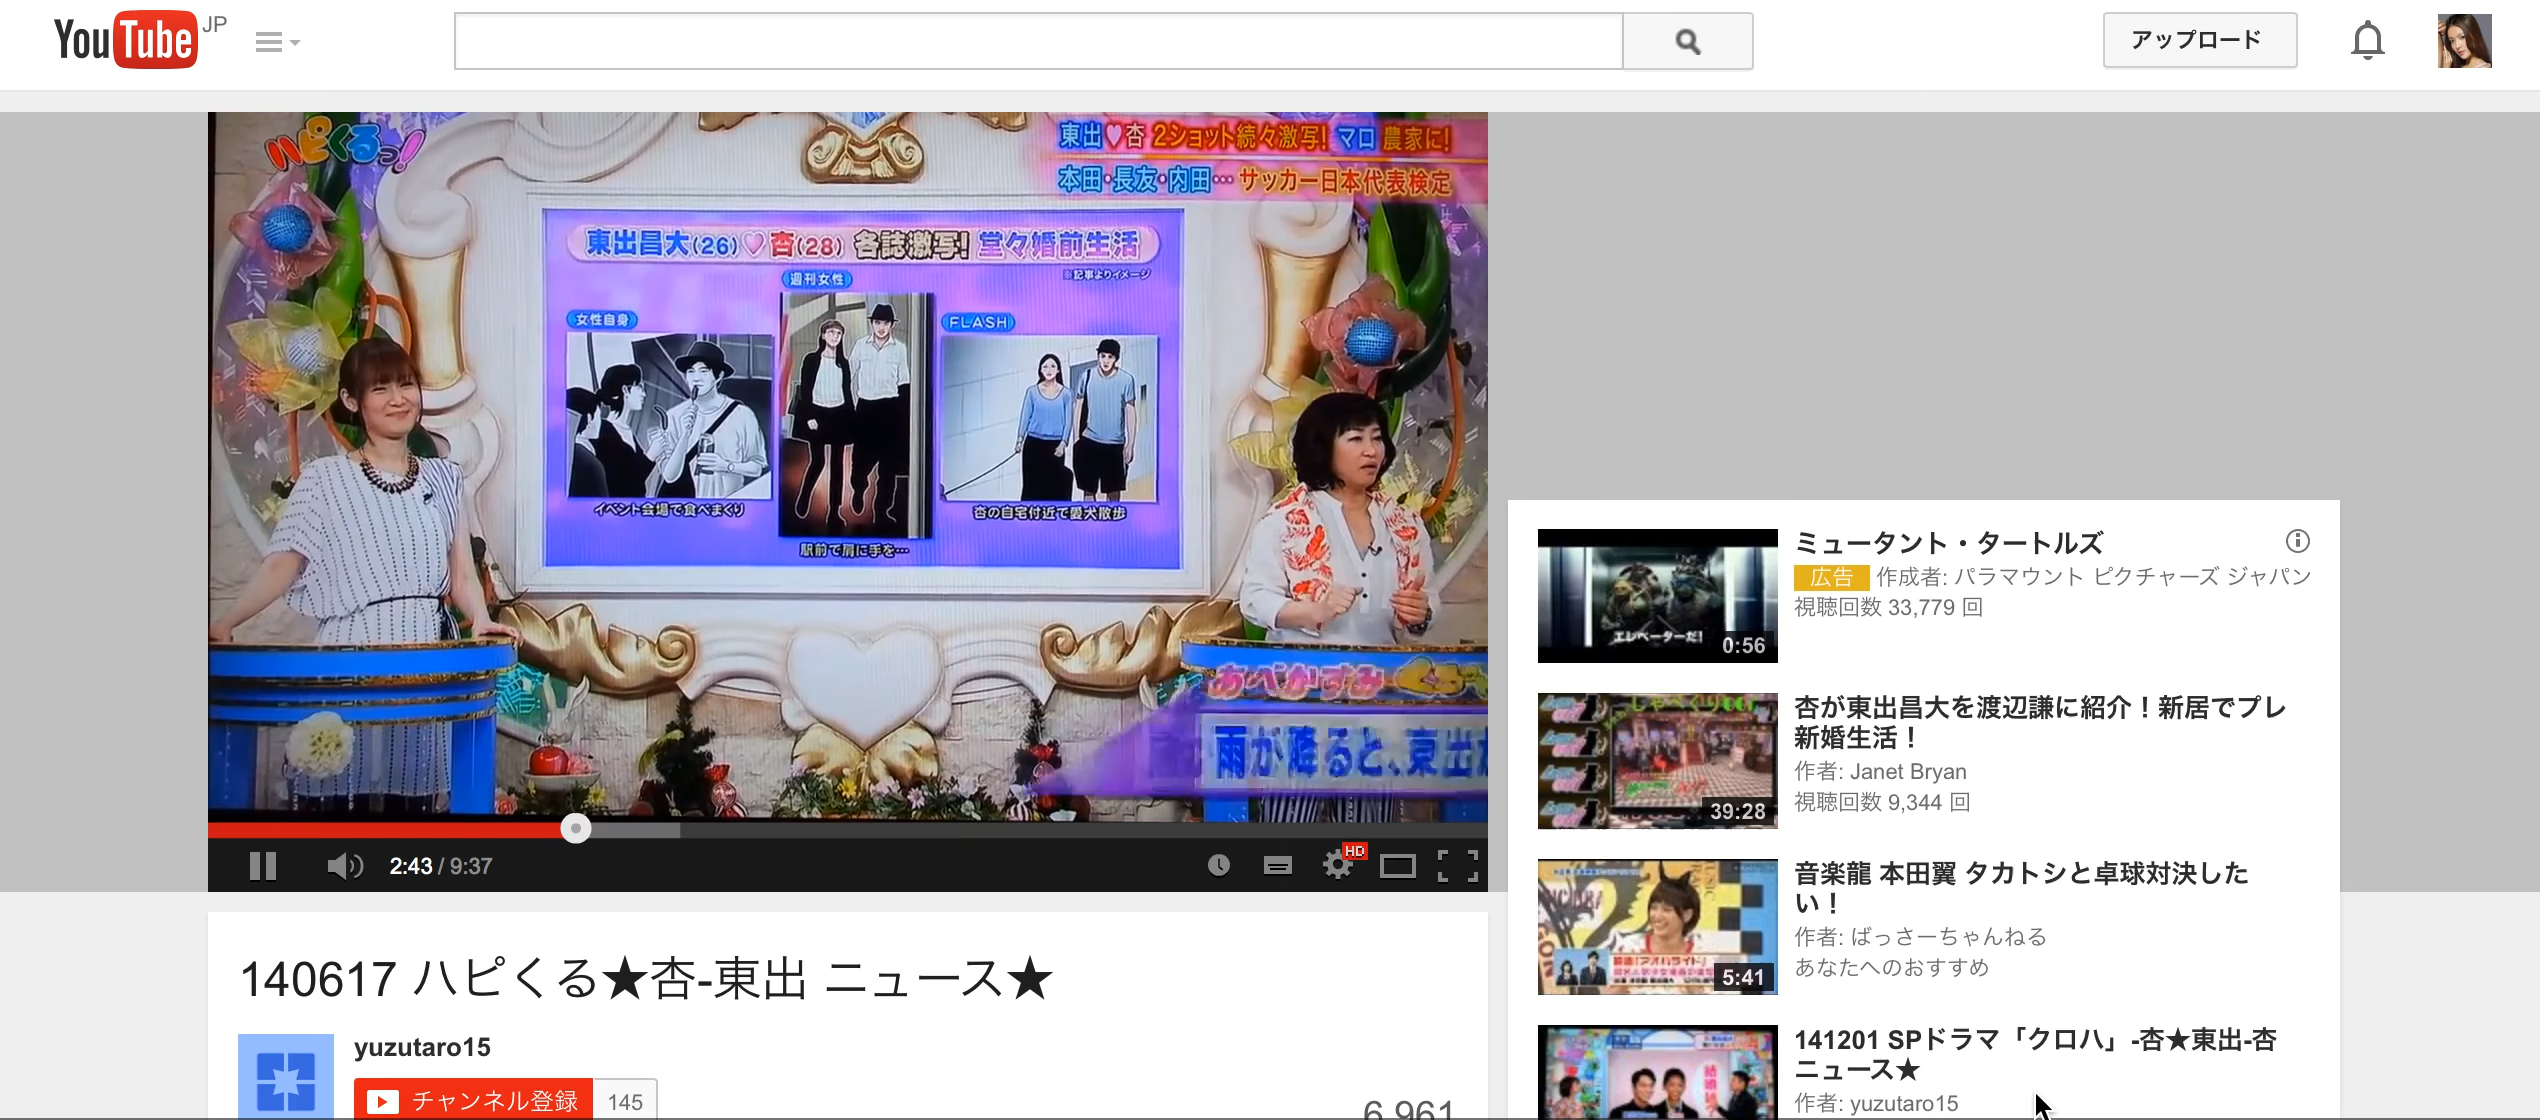 YouTube JP
アップロード
ハピくるっ!
東出♥杏 2ショット続々激写! マロ 農家に!
本田・長友・内田… サッカー日本代表検定
東出昌大(26)♡杏(28) 各誌激写! 堂々婚前生活
※記事よりイメージ
週刊女性
女性自身
FLASH
イベント会場で食べまくり
杏の自宅付近で愛犬散歩
駅前で肩に手を…
あべかすみ
雨が降ると、東出
2:43 / 9:37
HD
140617 ハピくる★杏-東出 ニュース★
yuzutaro15
チャンネル登録 145
6,961
ミュータント・タートルズ
広告 作成者: パラマウント ピクチャーズ ジャパン
視聴回数 33,779 回
エレベーターだ!
0:56
杏が東出昌大を渡辺謙に紹介！新居でプレ
新婚生活！
作者: Janet Bryan
視聴回数 9,344 回
39:28
音楽龍 本田翼 タカトシと卓球対決した
い！
作者: ばっさーちゃんねる
あなたへのおすすめ
5:41
141201 SPドラマ「クロハ」-杏★東出-杏
ニュース★
作者: yuzutaro15